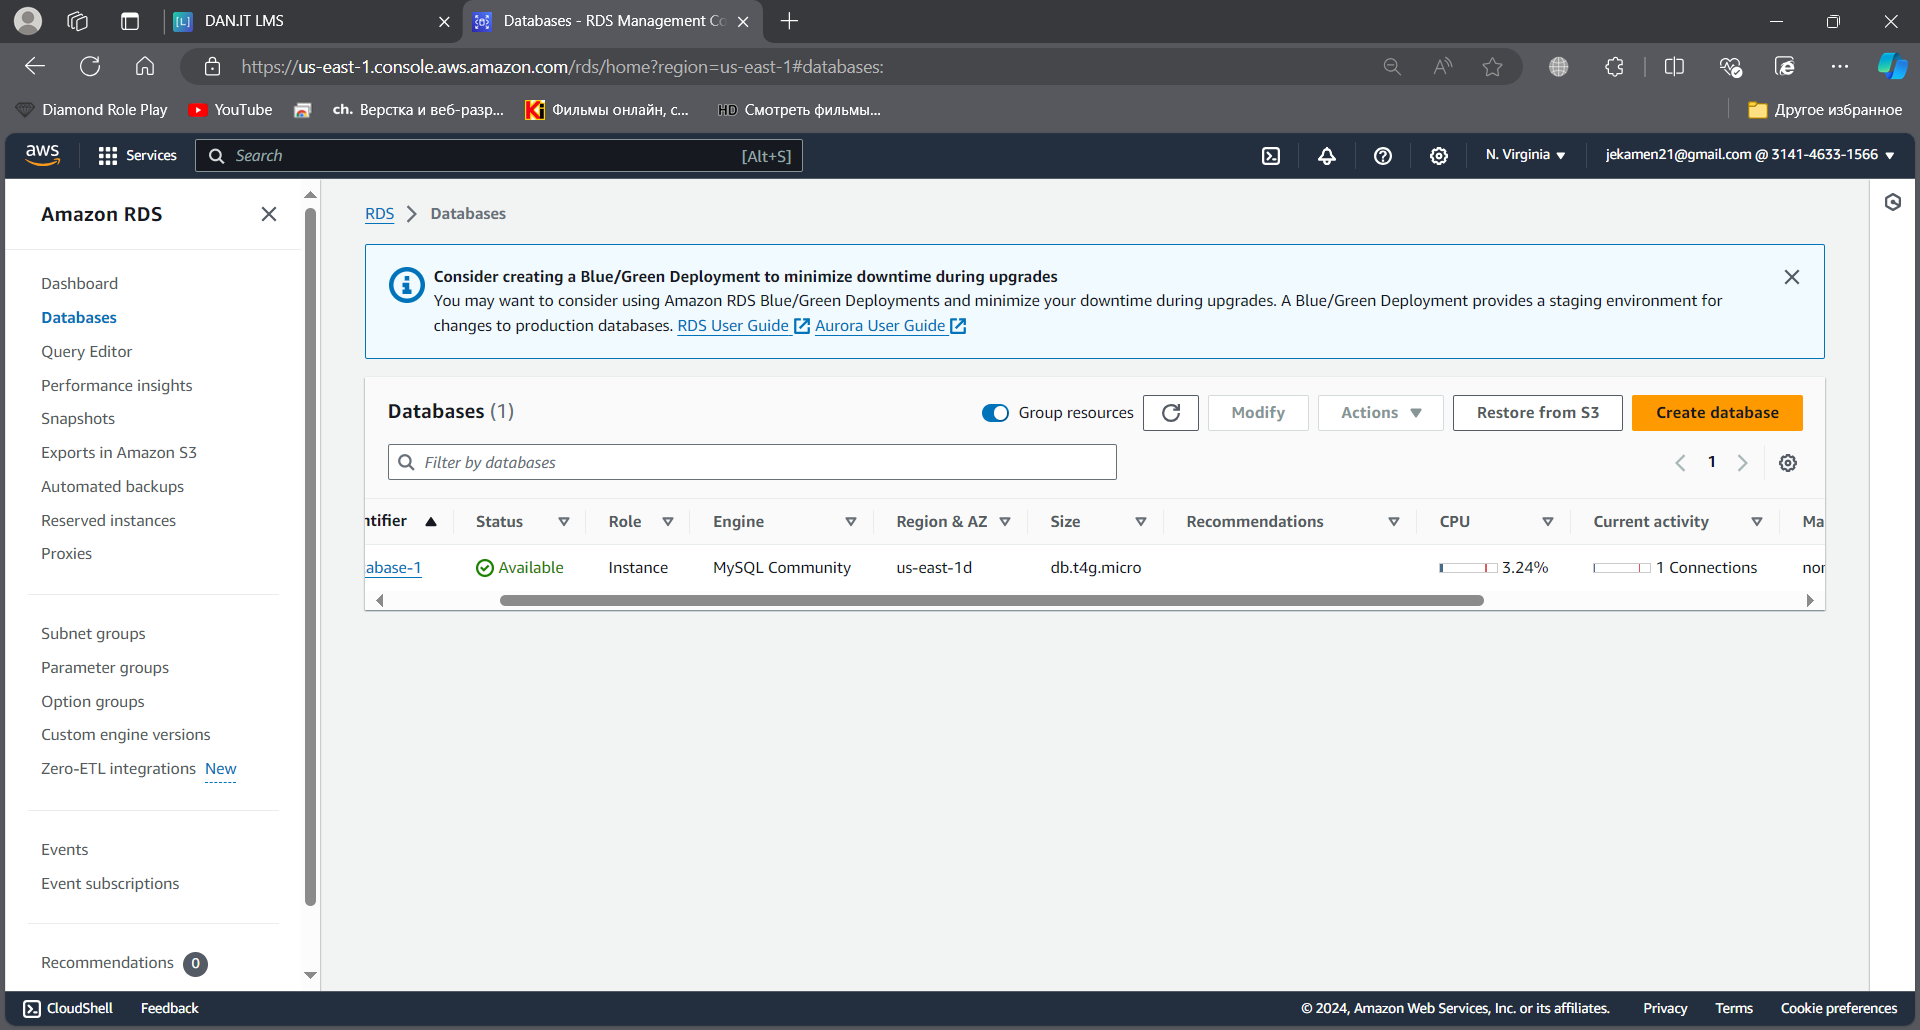 DAN.IT LMS
Databases - RDS Management Co
https://us-east-1.console.aws.amazon.com/rds/home?region=us-east-1#databases:
Diamond Role Play
YouTube
ch. Верстка и веб-разр...
Фильмы онлайн, с...
HD Смотреть фильмы...
Другое избранное
aws
Services
Search
[Alt+S]
N. Virginia
jekamen21@gmail.com @ 3141-4633-1566
Amazon RDS
Dashboard
Databases
Query Editor
Performance insights
Snapshots
Exports in Amazon S3
Automated backups
Reserved instances
Proxies
Subnet groups
Parameter groups
Option groups
Custom engine versions
Zero-ETL integrations New
Events
Event subscriptions
Recommendations 0
RDS > Databases
Consider creating a Blue/Green Deployment to minimize downtime during upgrades
You may want to consider using Amazon RDS Blue/Green Deployments and minimize your downtime during upgrades. A Blue/Green Deployment provides a staging environment for
changes to production databases. RDS User Guide Aurora User Guide
Databases (1)
Group resources
Modify
Actions
Restore from S3
Create database
Filter by databases
1
ntifier Status Role Engine Region & AZ Size Recommendations CPU Current activity Ma
abase-1 Available Instance MySQL Community us-east-1d db.t4g.micro 3.24% 1 Connections nor
CloudShell
Feedback
© 2024, Amazon Web Services, Inc. or its affiliates.
Privacy
Terms
Cookie preferences